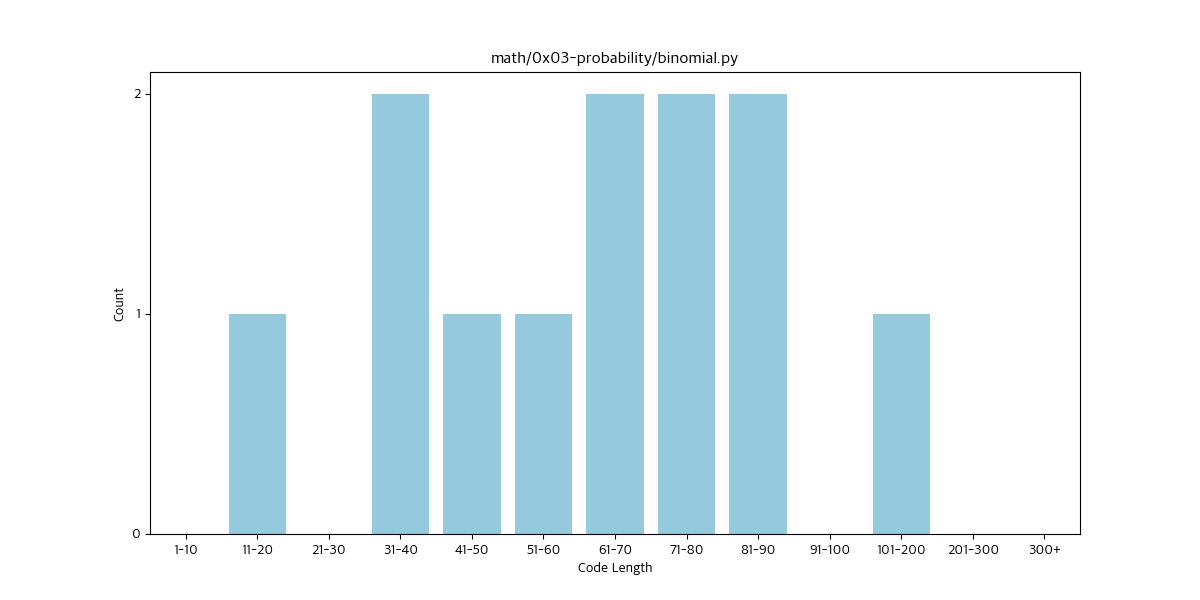 math/0x03-probability/binomial.py
2
1
0
Count
1-10 11-20 21-30 31-40 41-50 51-60 61-70 71-80 81-90 91-100 101-200 201-300 300+
Code Length